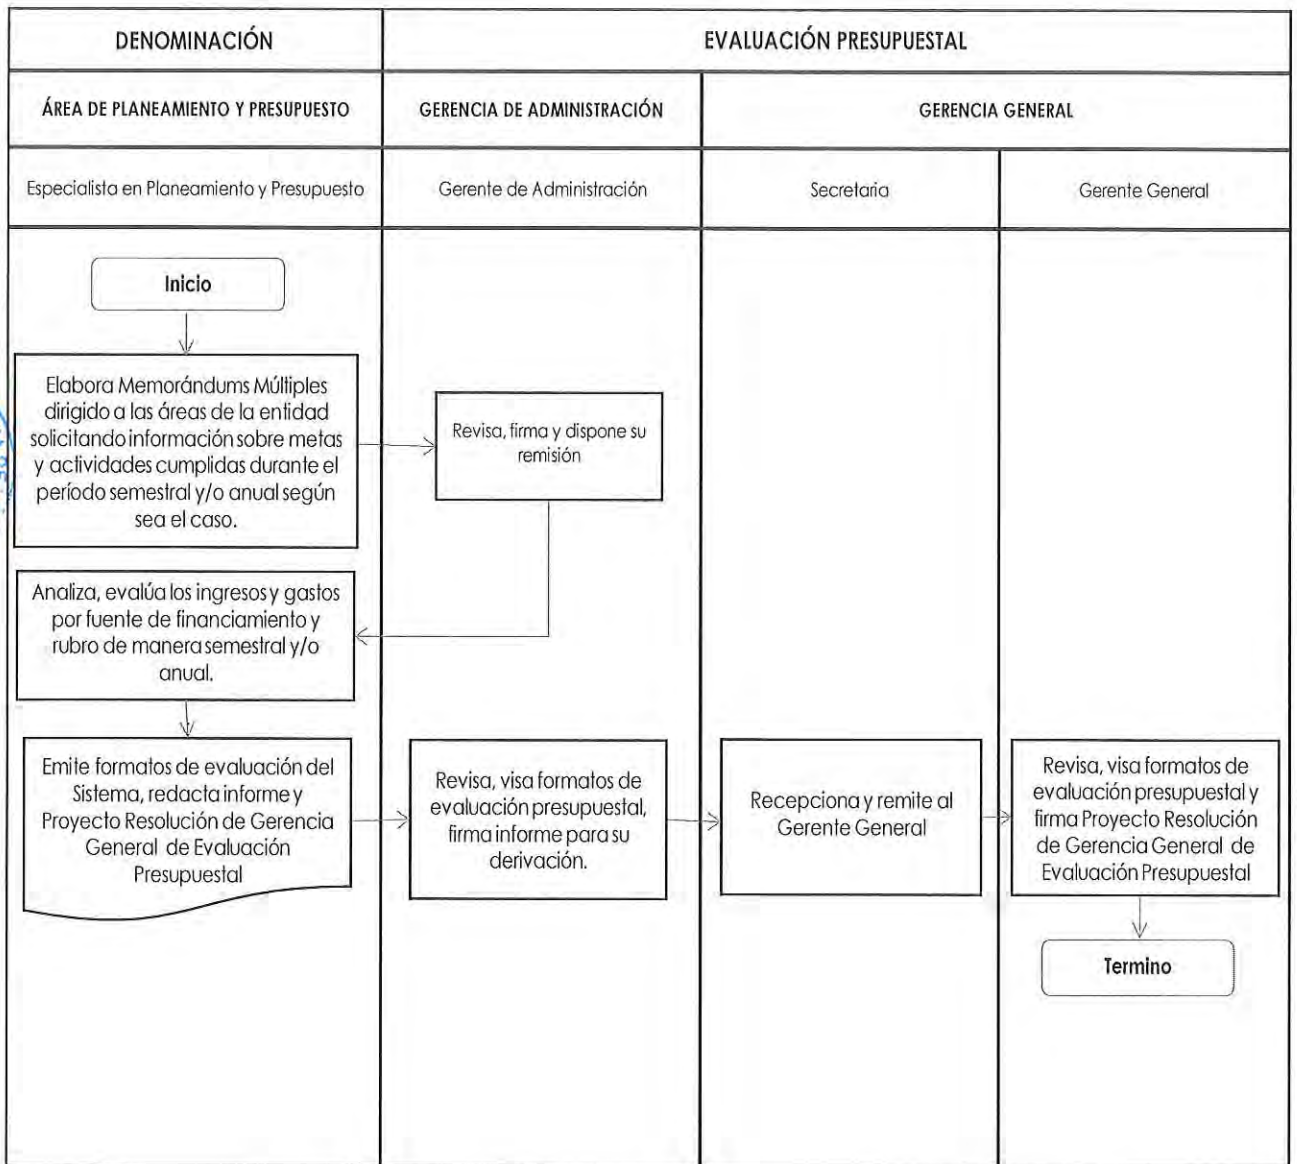 DENOMINACIÓN
EVALUACIÓN PRESUPUESTAL
ÁREA DE PLANEAMIENTO Y PRESUPUESTO
GERENCIA DE ADMINISTRACIÓN
GERENCIA GENERAL
Especialista en Planeamiento y Presupuesto
Gerente de Administración
Secretaria
Gerente General
Inicio
Elabora Memorándums Múltiples
dirigido a las áreas de la entidad
solicitando información sobre metas
y actividades cumplidas durante el
período semestral y/o anual según
sea el caso.
Revisa, firma y dispone su
remisión
Analiza, evalúa los ingresos y gastos
por fuente de financiamiento y
rubro de manera semestral y/o
anual.
Emite formatos de evaluación del
Sistema, redacta informe y
Proyecto Resolución de Gerencia
General de Evaluación
Presupuestal
Revisa, visa formatos de
evaluación presupuestal,
firma informe para su
derivación.
Recepciona y remite al
Gerente General
Revisa, visa formatos de
evaluación presupuestal y
firma Proyecto Resolución
de Gerencia General de
Evaluación Presupuestal
Termino